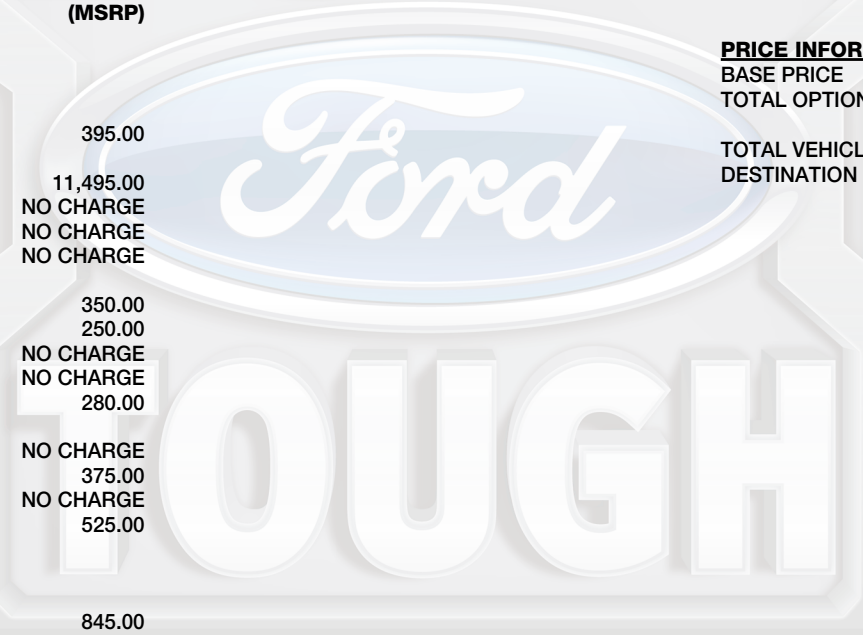 (MSRP)
395.00
11,495.00
NO CHARGE
NO CHARGE
NO CHARGE
350.00
250.00
NO CHARGE
NO CHARGE
280.00
NO CHARGE
375.00
NO CHARGE
525.00
845.00
PRICE INFOR
BASE PRICE
TOTAL OPTION
TOTAL VEHICL
DESTINATION
Ford
TOUGH